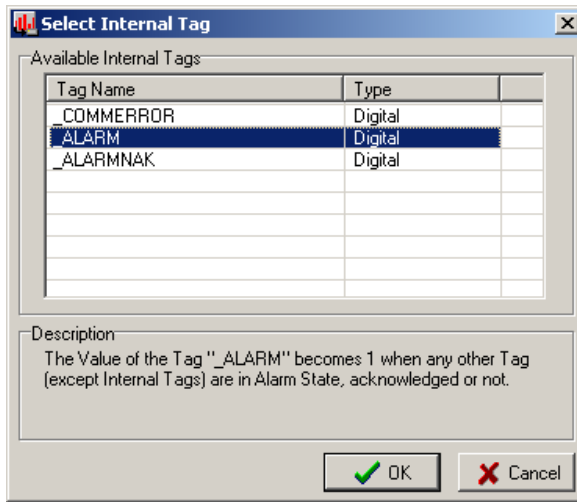 Select Internal Tag
Available Internal Tags
Tag Name Type
_COMMERROR Digital
_ALARM Digital
_ALARMNAK Digital
Description
The Value of the Tag "_ALARM" becomes 1 when any other Tag
(except Internal Tags) are in Alarm State, acknowledged or not.
OK Cancel